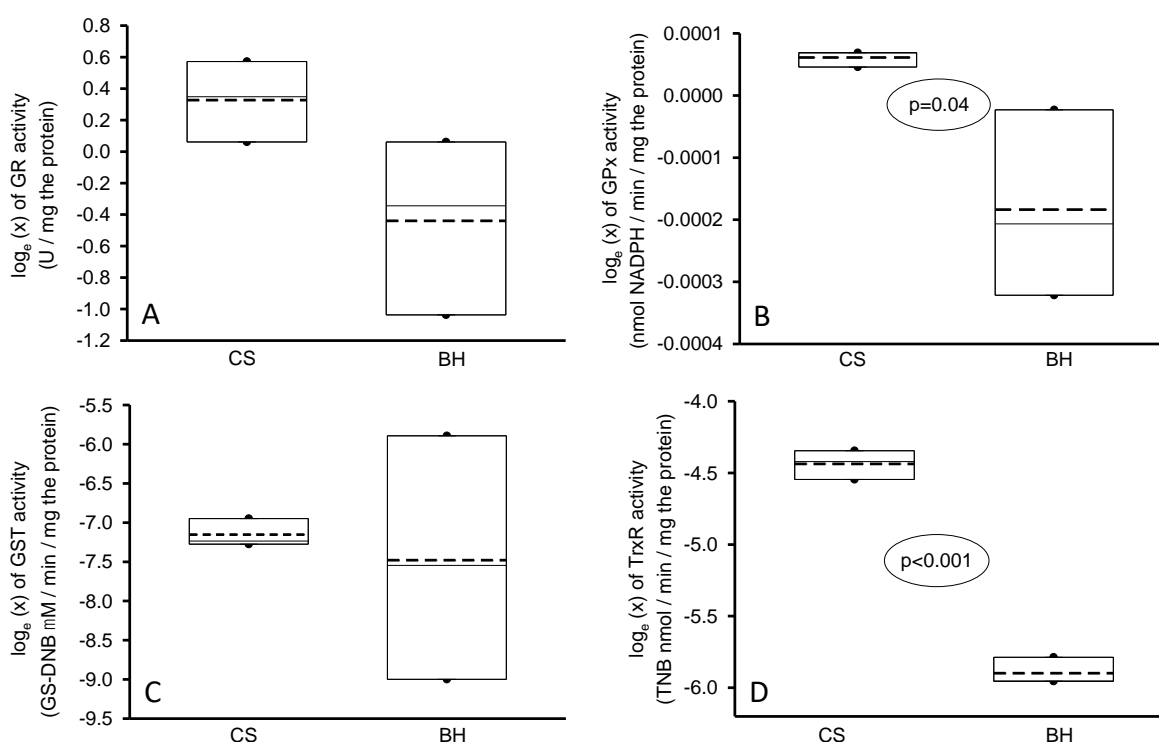 log_e (x) of GR activity
(U / mg the protein)
0.8
0.6
0.4
0.2
0.0
-0.2
-0.4
-0.6
-0.8
-1.0
-1.2
A
CS
BH
log_e (x) of GPx activity
(nmol NADPH / min / mg the protein)
0.0001
0.0000
-0.0001
-0.0002
-0.0003
-0.0004
p=0.04
B
CS
BH
log_e (x) of GST activity
(GS-DNB mM / min / mg the protein)
-5.5
-6.0
-6.5
-7.0
-7.5
-8.0
-8.5
-9.0
-9.5
C
CS
BH
log_e (x) of TrxR activity
(TNB nmol / min / mg the protein)
-4.0
-4.5
-5.0
-5.5
-6.0
p<0.001
D
CS
BH